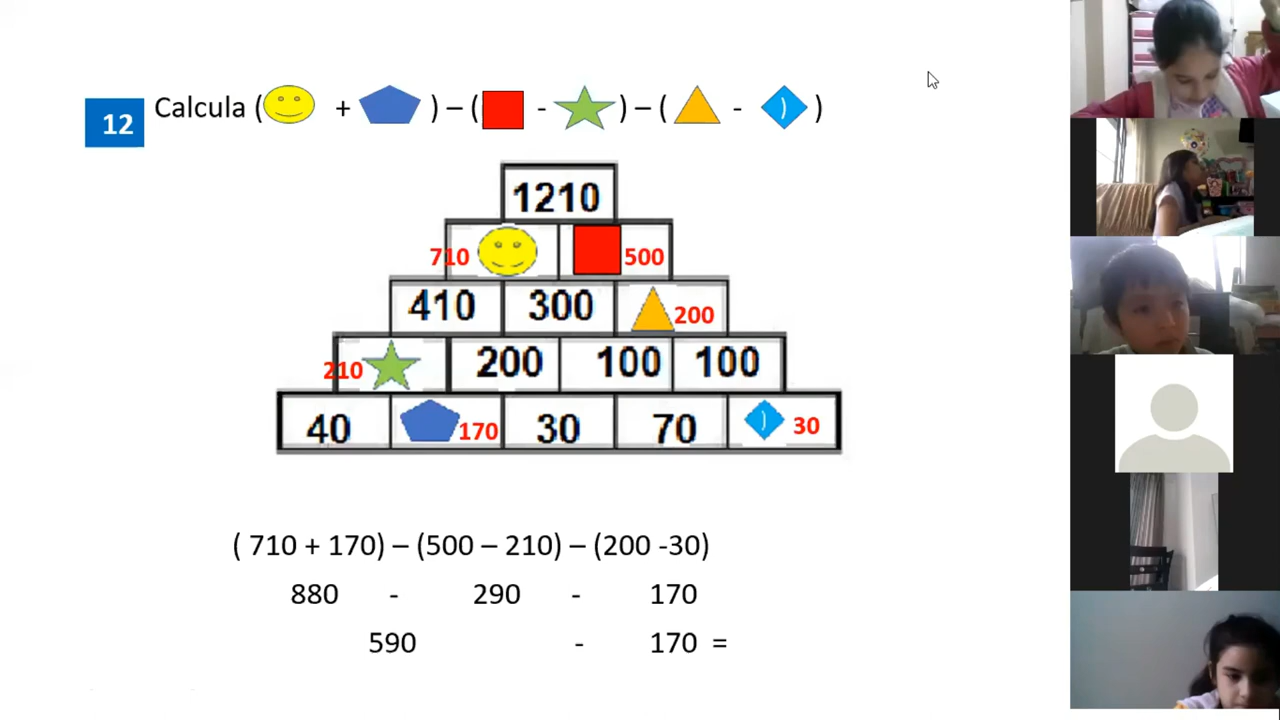 12 Calcula ( + ) – ( - ) – ( - )
1210
710 500
410 300 200
210 200 100 100
40 170 30 70 30
( 710 + 170) – (500 – 210) – (200 -30)
880 - 290 - 170
590 - 170 =